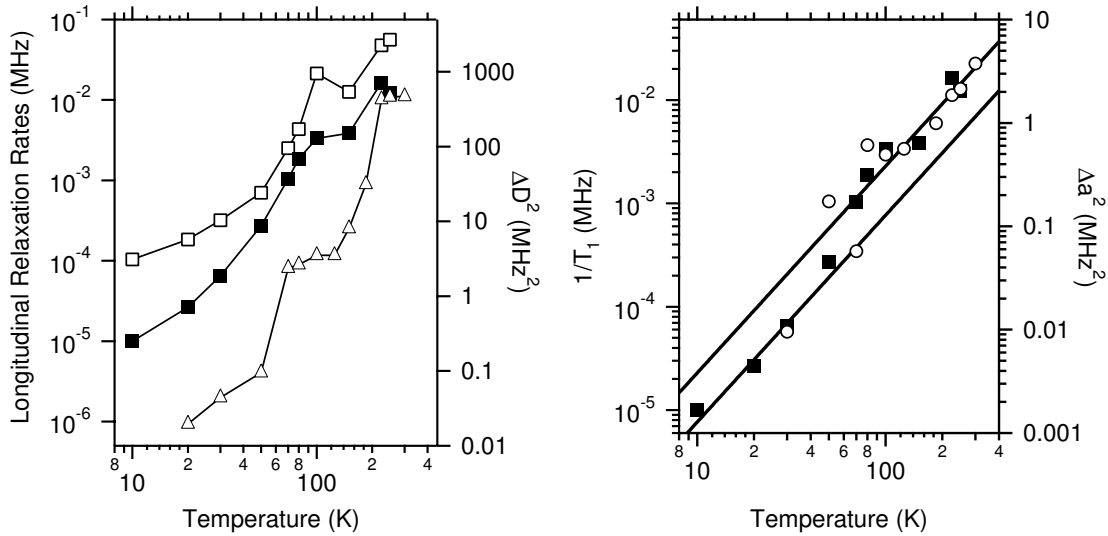 Longitudinal Relaxation Rates (MHz)
10^-1
10^-2
10^-3
10^-4
10^-5
10^-6
1000
100
10
1
0.1
0.01
ΔD^2 (MHz^2)
8 2 4 6 8 2 4
10 100
Temperature (K)
1/T_1 (MHz)
10^-2
10^-3
10^-4
10^-5
10
1
0.1
0.01
0.001
Δa^2 (MHz^2)
8 2 4 6 8 2 4
10 100
Temperature (K)